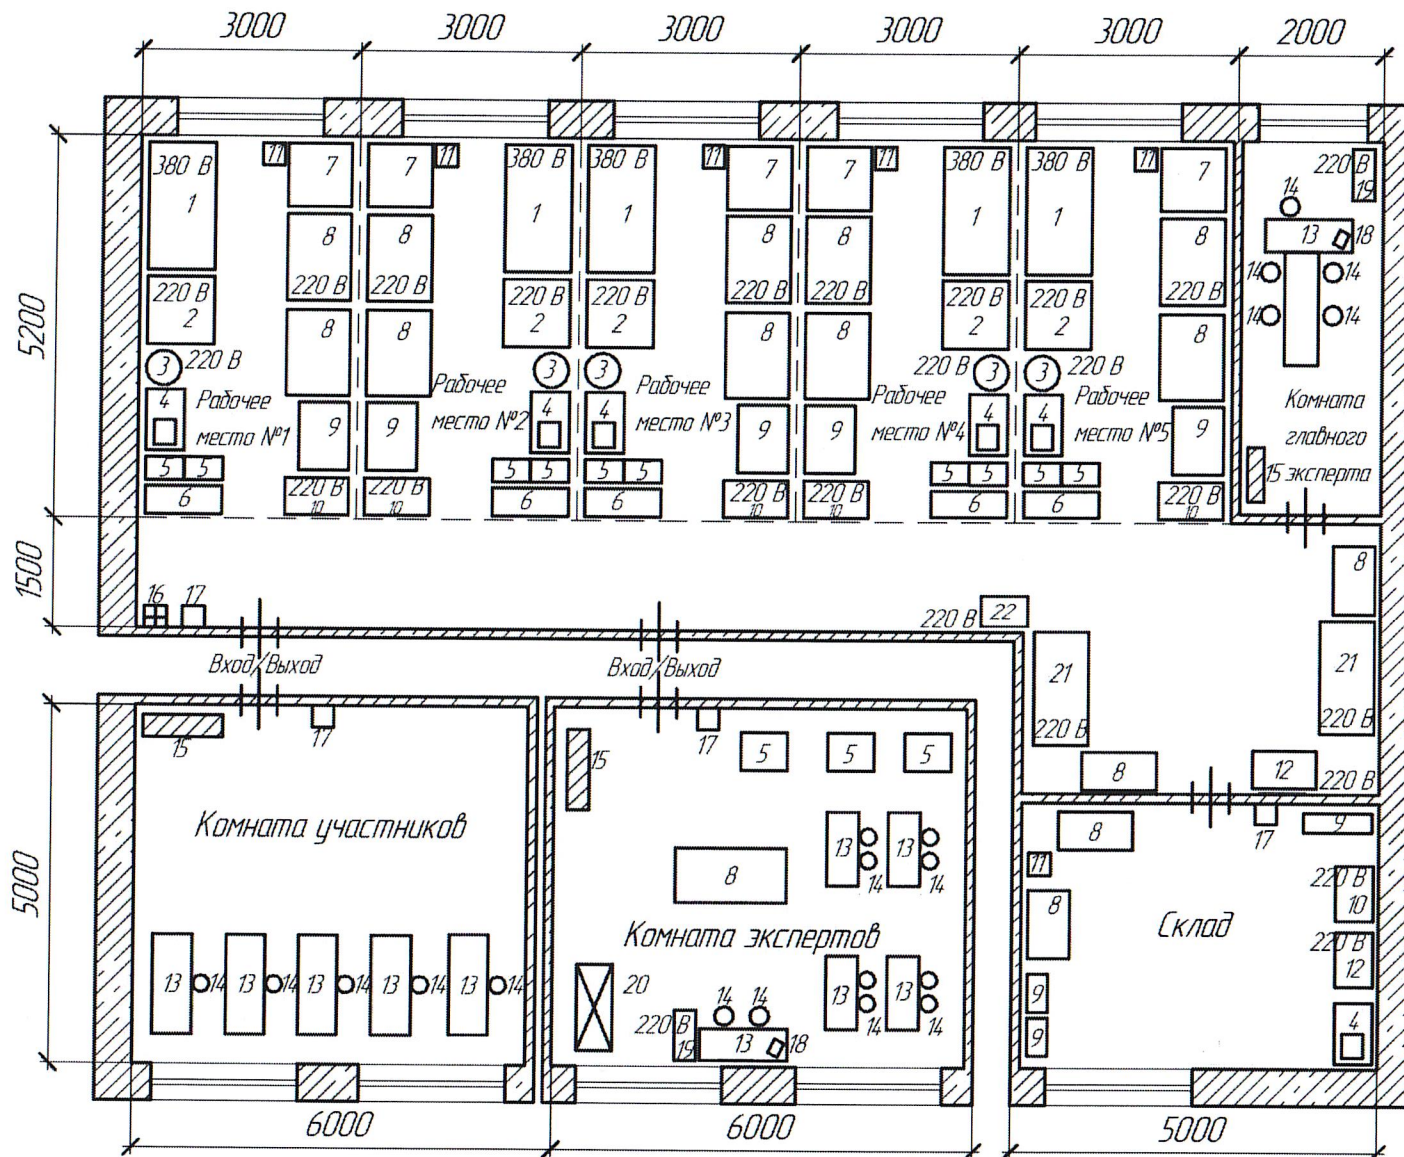 3000 3000 3000 3000 3000 2000
380 В 11 7 7 11 380 В 380 В 11 7 7 11 380 В 380 В 11 7 220 В
14 19
1 8 8 1 1 8 8 1 1 8 13 18
220 В 220 В 220 В 220 В 220 В
14 14
220 В 220 В 220 В 220 В 220 В
2 8 8 2 2 8 8 2 2 8 14 14
5200
3 220 В 3 3 220 В 3 3 220 В
4 Рабочее Рабочее 4 4 Рабочее Рабочее 4 4 Рабочее Комната
место №1 9 9 место №2 место №3 9 9 место №4 место №5 9 главного
5 5 5 5 5 5 5 5 5 5 15 эксперта
6 220 В 220 В 6 6 220 В 220 В 6 6 220 В
10 10 10 10 10
1500
8
16 17 220 В 22
Вход/Выход Вход/Выход 21 21
220 В 220 В
15 17 15 17 5 5 5
8 12 220 В
Комната участников 13 13 8 17 9
14 14 11
8 220 В
10
5000
Комната экспертов 8 Склад 220 В
12
13 14 13 14 13 14 13 14 13 14 20 14 14 13 13 9
220 В 14 14 4
19 13 18 9
6000 6000 5000